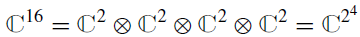 ℂ¹⁶ = ℂ² ⊗ ℂ² ⊗ ℂ² ⊗ ℂ² = ℂ^{2⁴}